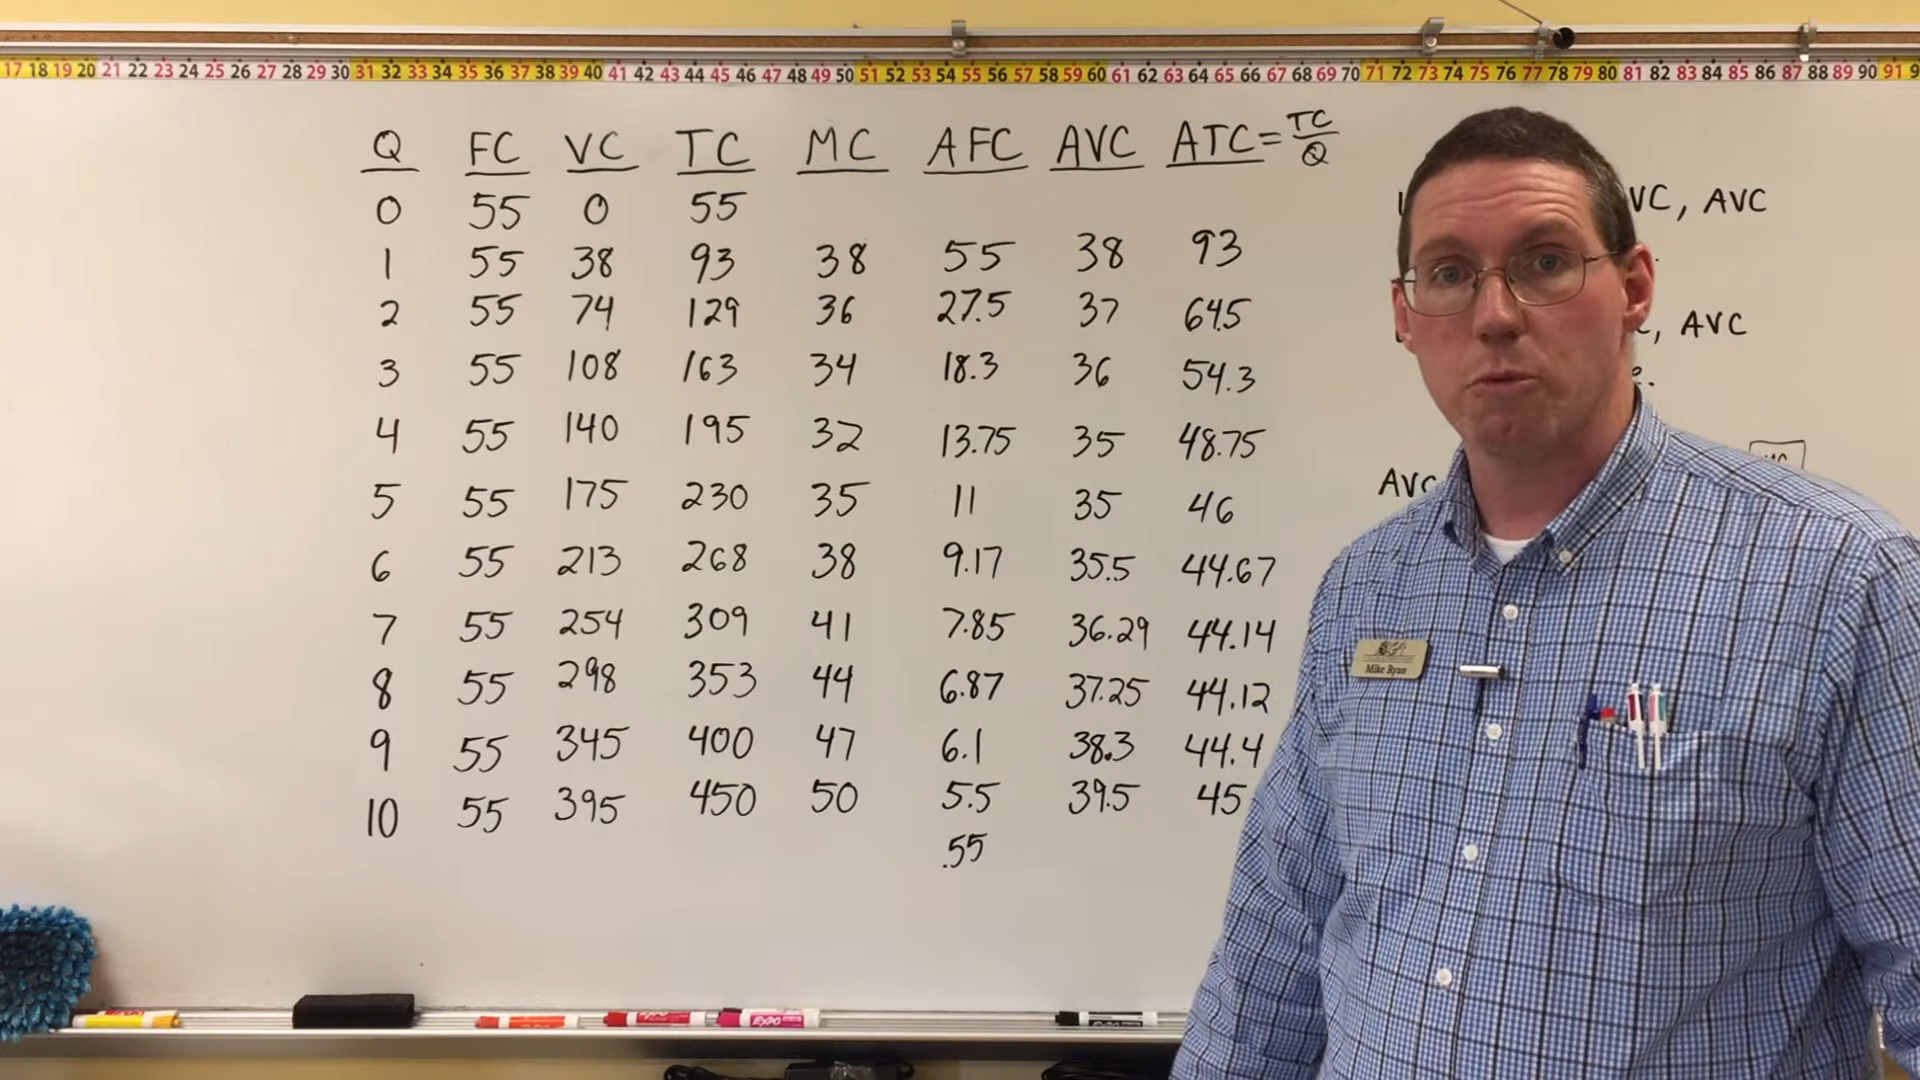 17 18 19 20 21 22 23 24 25 26 27 28 29 30 31 32 33 34 35 36 37 38 39 40 41 42 43 44 45 46 47 48 49 50 51 52 53 54 55 56 57 58 59 60 61 62 63 64 65 66 67 68 69 70 71 72 73 74 75 76 77 78 79 80 81 82 83 84 85 86 87 88 89 90 91 9
Q FC VC TC MC AFC AVC ATC = TC/Q
0 55 0 55
1 55 38 93 38 55 38 93
2 55 74 129 36 27.5 37 64.5
3 55 108 163 34 18.3 36 54.3
4 55 140 195 32 13.75 35 48.75
5 55 175 230 35 11 35 46
6 55 213 268 38 9.17 35.5 44.67
7 55 254 309 41 7.85 36.29 44.14
8 55 298 353 44 6.87 37.25 44.12
9 55 345 400 47 6.1 38.3 44.4
10 55 395 450 50 5.5 39.5 45
.55
VC, AVC
, AVC
AVC
Mike Ryan
EXPO